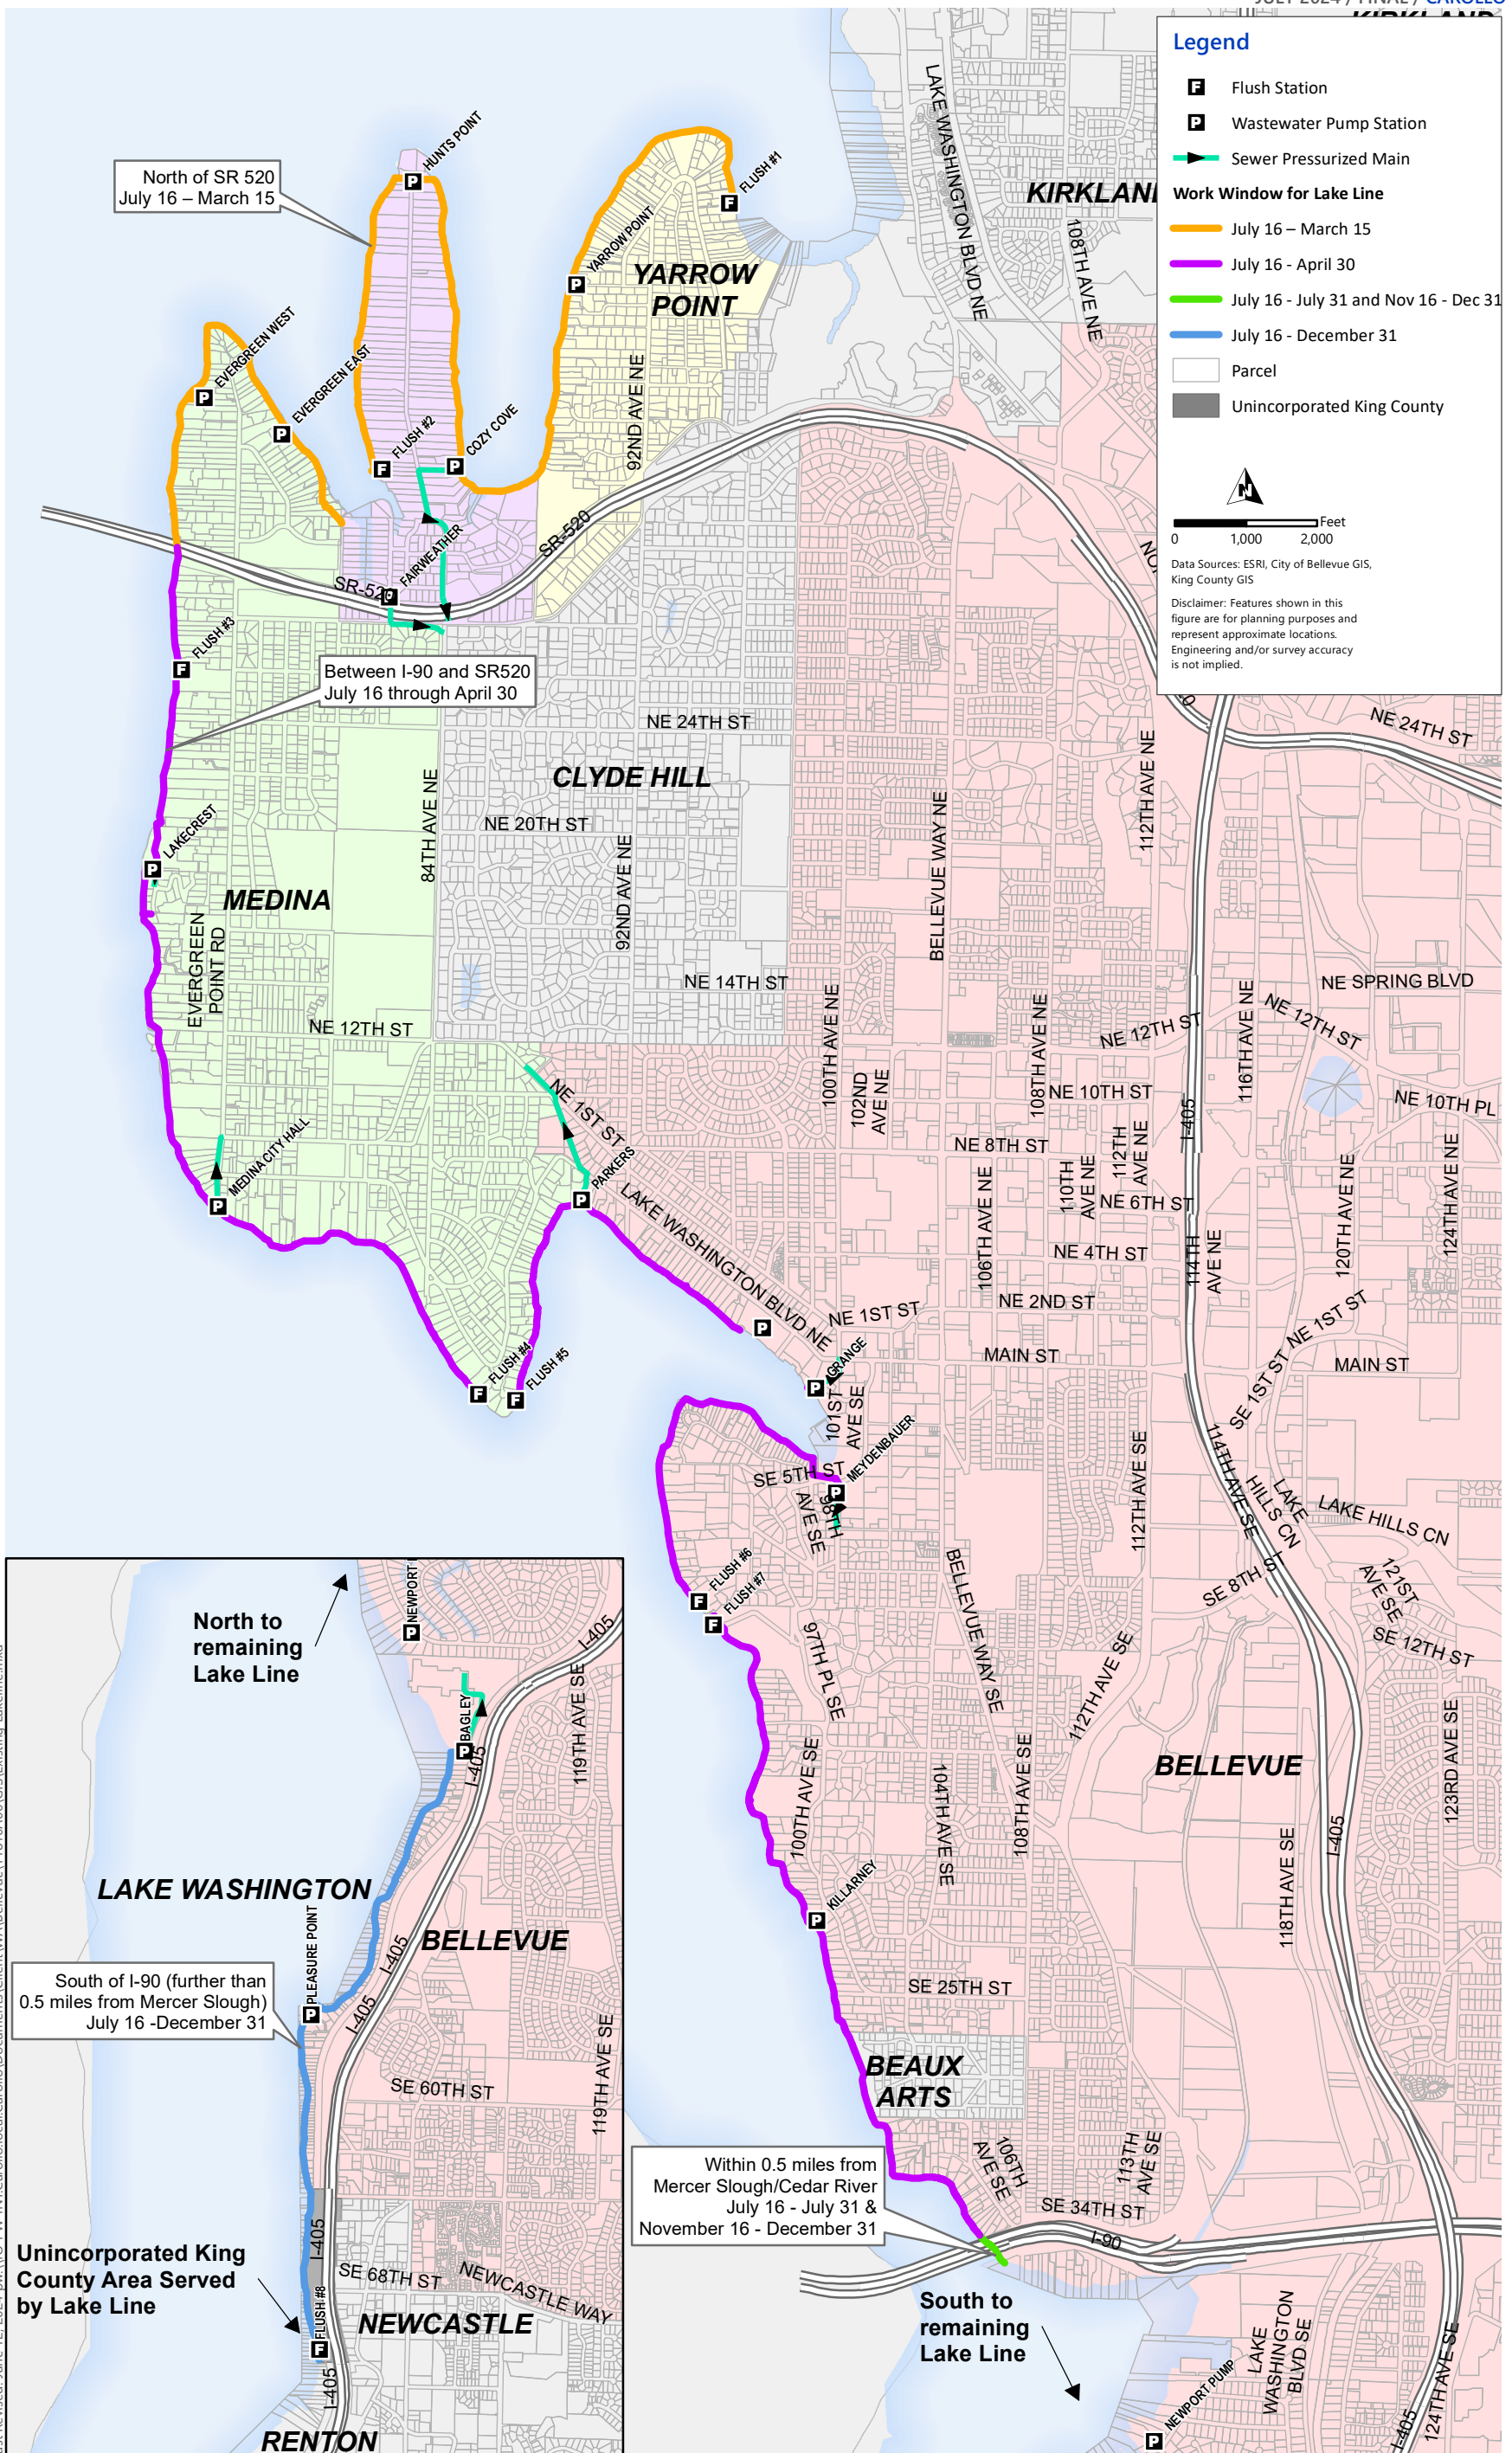 JULY 2024 / FINAL / CAROLLO
KIRKLAND
Legend
F Flush Station
P Wastewater Pump Station
Sewer Pressurized Main
Work Window for Lake Line
July 16 – March 15
July 16 - April 30
July 16 - July 31 and Nov 16 - Dec 31
July 16 - December 31
Parcel
Unincorporated King County
N
Feet
0 1,000 2,000
Data Sources: ESRI, City of Bellevue GIS,
King County GIS
Disclaimer: Features shown in this
figure are for planning purposes and
represent approximate locations.
Engineering and/or survey accuracy
is not implied.
North of SR 520
July 16 – March 15
P HUNTS POINT
F FLUSH #1
P YARROW POINT
YARROW
POINT
LAKE WASHINGTON BLVD NE
108TH AVE NE
P EVERGREEN WEST
P EVERGREEN EAST
F FLUSH #2
P COZY COVE
92ND AVE NE
SR-520
P FAIRWEATHER
SR-520
F FLUSH #3
Between I-90 and SR520
July 16 through April 30
NE 24TH ST
NE 24TH ST
CLYDE HILL
NE 20TH ST
84TH AVE NE
92ND AVE NE
BELLEVUE WAY NE
112TH AVE NE
P LAKECREST
MEDINA
EVERGREEN
POINT RD
NE 14TH ST
NE 12TH ST
NE SPRING BLVD
NE 12TH ST
NE 12TH ST
100TH AVE NE
102ND
AVE NE
108TH AVE NE
116TH AVE NE
NE 10TH ST
NE 10TH PL
I-405
NE 1ST ST
NE 8TH ST
112TH
AVE NE
110TH
AVE NE
NE 6TH ST
P MEDINA CITY HALL
P PARKERS
LAKE WASHINGTON BLVD NE
106TH AVE NE
NE 4TH ST
114TH
AVE NE
120TH AVE NE
124TH AVE NE
NE 2ND ST
NE 1ST ST
NE 1ST ST
P
MAIN ST
MAIN ST
SE 1ST ST
F FLUSH #4
F FLUSH #5
P GRANGE
101ST
AVE SE
P MEYDENBAUER
SE 5TH ST
98TH
AVE SE
112TH AVE SE
114TH AVE SE
LAKE
HILLS CN
LAKE HILLS CN
F FLUSH #6
F FLUSH #7
BELLEVUE WAY SE
SE 8TH ST
121ST
AVE SE
SE 12TH ST
97TH PL SE
112TH AVE SE
100TH AVE SE
104TH AVE SE
108TH AVE SE
BELLEVUE
123RD AVE SE
I-405
118TH AVE SE
P KILLARNEY
SE 25TH ST
BEAUX
ARTS
Within 0.5 miles from
Mercer Slough/Cedar River
July 16 - July 31 &
November 16 - December 31
106TH
AVE SE
113TH
AVE SE
SE 34TH ST
I-90
South to
remaining
Lake Line
LAKE
WASHINGTON
BLVD SE
124TH AVE SE
P NEWPORT PUMP
I-405
North to
remaining
Lake Line
P NEWPORT
I-405
119TH AVE SE
P BAGLEY
I-405
LAKE WASHINGTON
BELLEVUE
I-405
P PLEASURE POINT
South of I-90 (further than
0.5 miles from Mercer Slough)
July 16 -December 31
I-405
SE 60TH ST
119TH AVE SE
I-405
Unincorporated King
County Area Served
by Lake Line
SE 68TH ST
NEWCASTLE WAY
F FLUSH #8
NEWCASTLE
I-405
RENTON